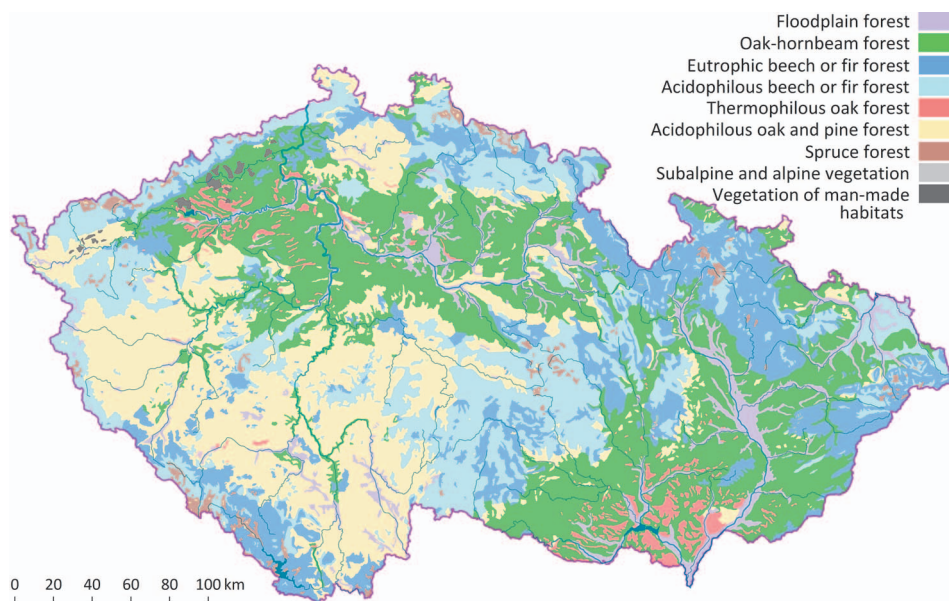 Floodplain forest
Oak-hornbeam forest
Eutrophic beech or fir forest
Acidophilous beech or fir forest
Thermophilous oak forest
Acidophilous oak and pine forest
Spruce forest
Subalpine and alpine vegetation
Vegetation of man-made
habitats
0 20 40 60 80 100 km